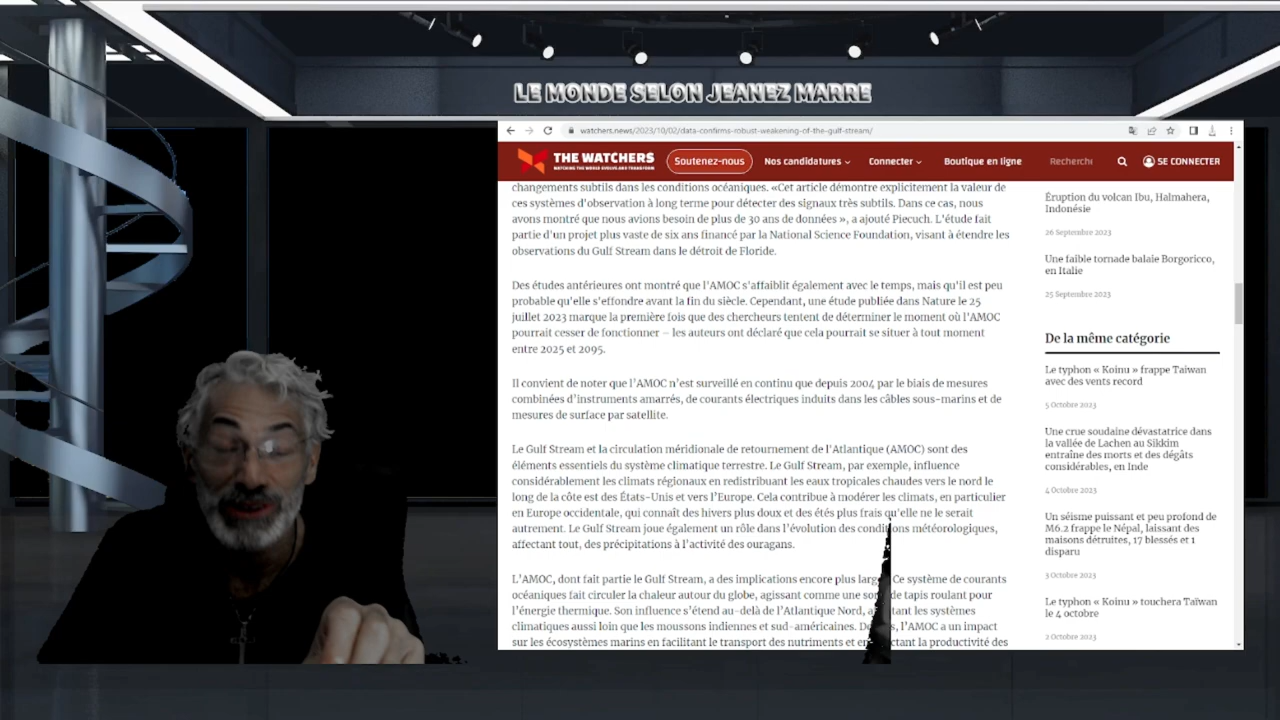 LE MONDE SELON JEANEZ MARRE
watchers.news/2023/10/02/data-confirms-robust-weakening-of-the-gulf-stream/
THE WATCHERS
WATCHING THE WORLD EVOLVE AND TRANSFORM
Soutenez-nous
Nos candidatures
Connecter
Boutique en ligne
Recherch
SE CONNECTER
changements subtils dans les conditions océaniques. «Cet article démontre explicitement la valeur de
ces systèmes d'observation à long terme pour détecter des signaux très subtils. Dans ce cas, nous
avons montré que nous avions besoin de plus de 30 ans de données », a ajouté Piecuch. L'étude fait
partie d'un projet plus vaste de six ans financé par la National Science Foundation, visant à étendre les
observations du Gulf Stream dans le détroit de Floride.
Des études antérieures ont montré que l'AMOC s'affaiblit également avec le temps, mais qu'il est peu
probable qu'elle s'effondre avant la fin du siècle. Cependant, une étude publiée dans Nature le 25
juillet 2023 marque la première fois que des chercheurs tentent de déterminer le moment où l'AMOC
pourrait cesser de fonctionner – les auteurs ont déclaré que cela pourrait se situer à tout moment
entre 2025 et 2095.
Il convient de noter que l'AMOC n'est surveillé en continu que depuis 2004 par le biais de mesures
combinées d'instruments amarrés, de courants électriques induits dans les câbles sous-marins et de
mesures de surface par satellite.
Le Gulf Stream et la circulation méridionale de retournement de l'Atlantique (AMOC) sont des
éléments essentiels du système climatique terrestre. Le Gulf Stream, par exemple, influence
considérablement les climats régionaux en redistribuant les eaux tropicales chaudes vers le nord le
long de la côte est des États-Unis et vers l'Europe. Cela contribue à modérer les climats, en particulier
en Europe occidentale, qui connaît des hivers plus doux et des étés plus frais qu'elle ne le serait
autrement. Le Gulf Stream joue également un rôle dans l'évolution des conditions météorologiques,
affectant tout, des précipitations à l'activité des ouragans.
L'AMOC, dont fait partie le Gulf Stream, a des implications encore plus larg Ce système de courants
océaniques fait circuler la chaleur autour du globe, agissant comme une so de tapis roulant pour
l'énergie thermique. Son influence s'étend au-delà de l'Atlantique Nord, a tant les systèmes
climatiques aussi loin que les moussons indiennes et sud-américaines. De s, l'AMOC a un impact
sur les écosystèmes marins en facilitant le transport des nutriments et en ctant la productivité des
Éruption du volcan Ibu, Halmahera,
Indonésie
26 Septembre 2023
Une faible tornade balaie Borgoricco,
en Italie
25 Septembre 2023
De la même catégorie
Le typhon « Koinu » frappe Taiwan
avec des vents record
5 Octobre 2023
Une crue soudaine dévastatrice dans
la vallée de Lachen au Sikkim
entraîne des morts et des dégâts
considérables, en Inde
4 Octobre 2023
Un séisme puissant et peu profond de
M6.2 frappe le Népal, laissant des
maisons détruites, 17 blessés et 1
disparu
3 Octobre 2023
Le typhon « Koinu » touchera Taïwan
le 4 octobre
2 Octobre 2023